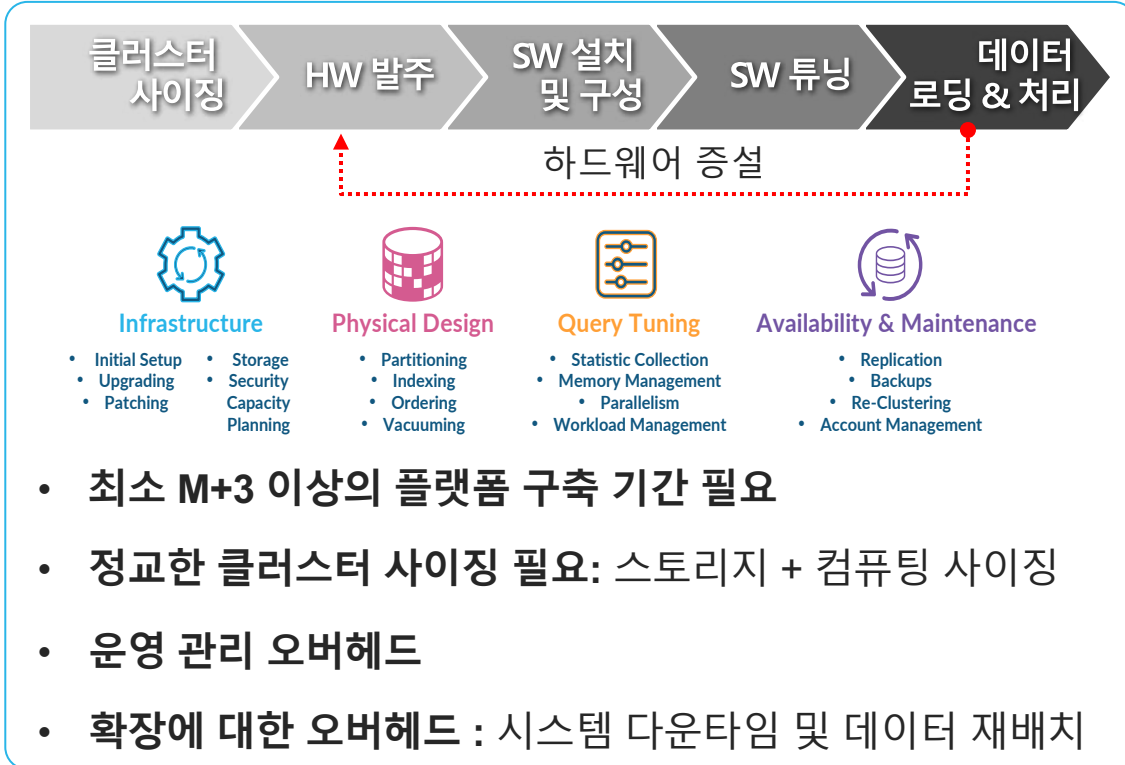 클러스터
사이징
HW 발주
SW 설치
및 구성
SW 튜닝
데이터
로딩 & 처리
하드웨어 증설
Infrastructure
• Initial Setup
• Upgrading
• Patching
• Storage
• Security
Capacity
Planning
Physical Design
• Partitioning
• Indexing
• Ordering
• Vacuuming
Query Tuning
• Statistic Collection
• Memory Management
• Parallelism
• Workload Management
Availability & Maintenance
• Replication
• Backups
• Re-Clustering
• Account Management
• 최소 M+3 이상의 플랫폼 구축 기간 필요
• 정교한 클러스터 사이징 필요: 스토리지 + 컴퓨팅 사이징
• 운영 관리 오버헤드
• 확장에 대한 오버헤드 : 시스템 다운타임 및 데이터 재배치